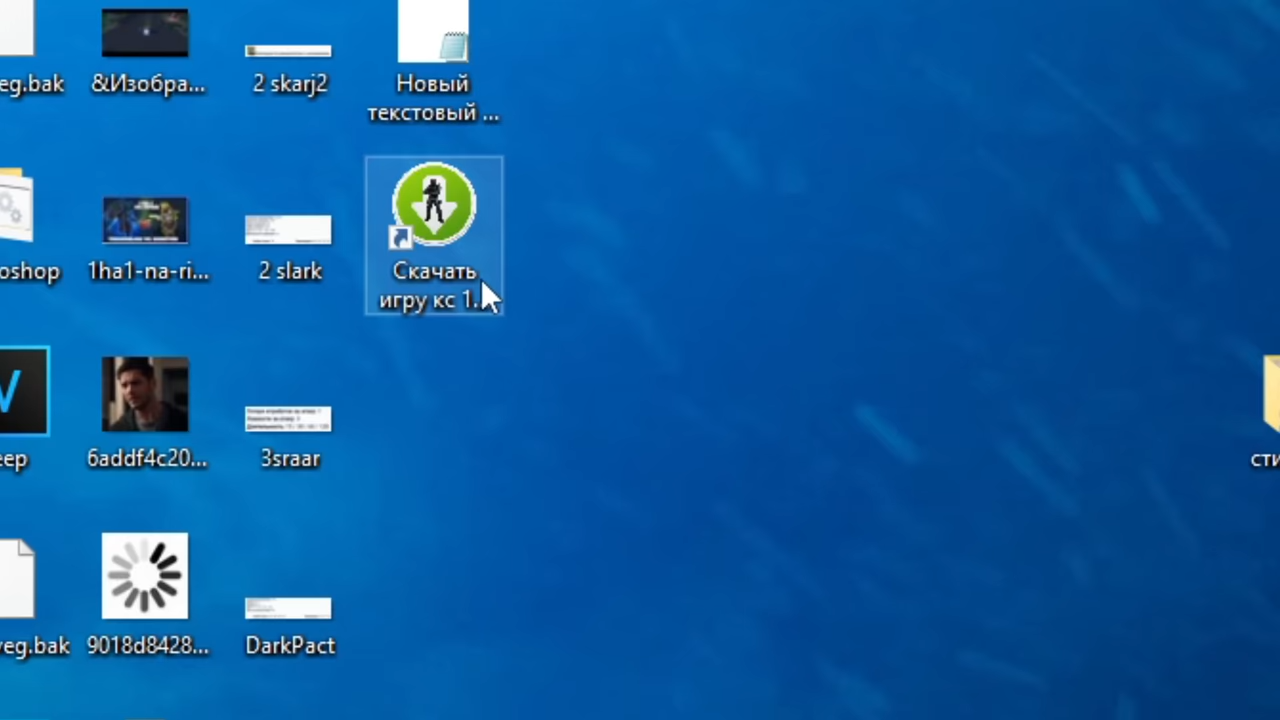 eg.bak
&Изобра...
2 skarj2
Новый
текстовый ...
oshop
1ha1-na-ri...
2 slark
Скачать
игру кс 1...
eep
6addf4c20...
3sraar
сти
veg.bak
9018d8428...
DarkPact